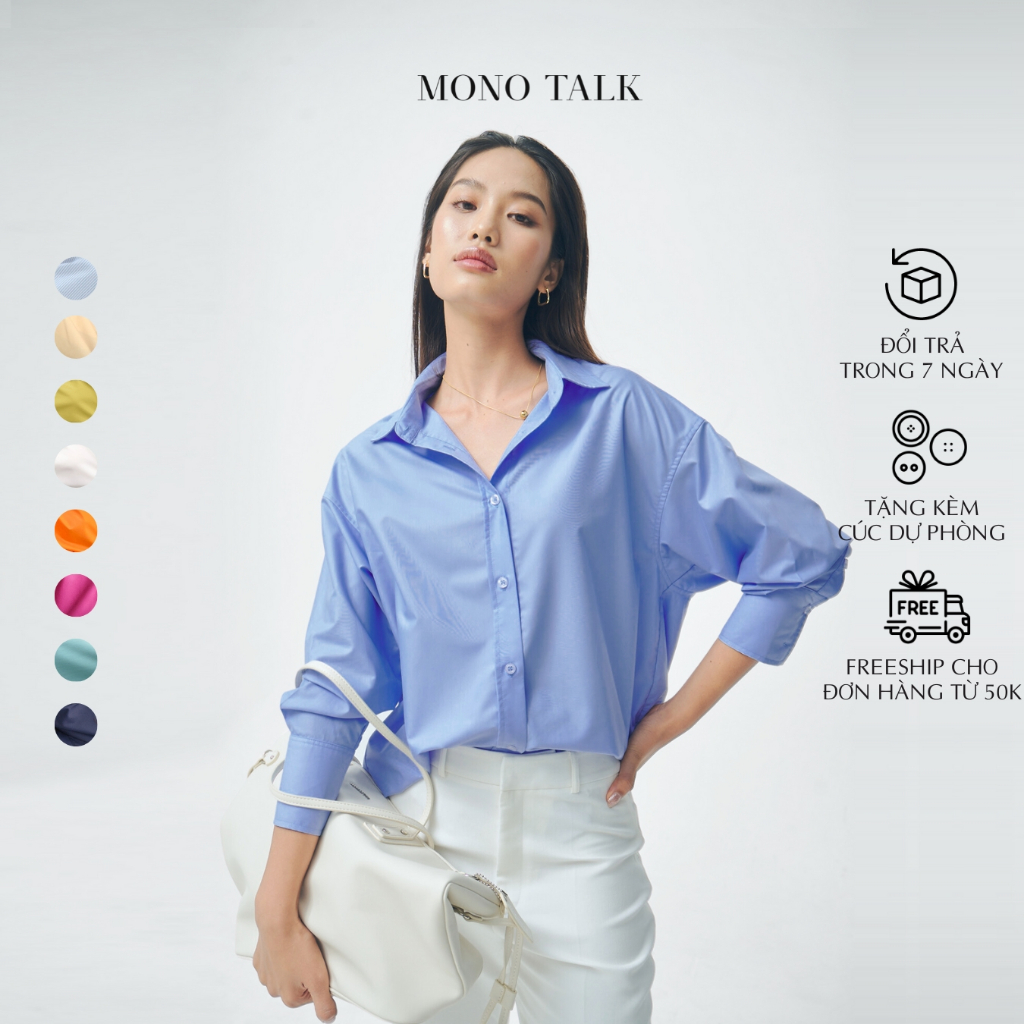 MONO TALK
ĐỔI TRẢ
TRONG 7 NGÀY
TẶNG KÈM
CÚC DỰ PHÒNG
FREE
FREESHIP CHO
ĐƠN HÀNG TỪ 50K